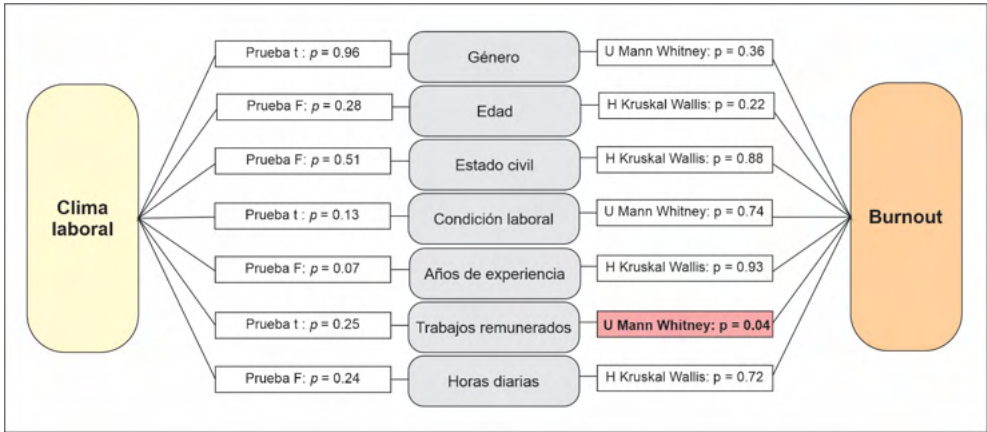 Prueba t : p = 0.96
Género
U Mann Whitney: p = 0.36
Prueba F: p = 0.28
Edad
H Kruskal Wallis: p = 0.22
Prueba F: p = 0.51
Estado civil
H Kruskal Wallis: p = 0.88
Clima
laboral
Prueba t : p = 0.13
Condición laboral
U Mann Whitney: p = 0.74
Burnout
Prueba F: p = 0.07
Años de experiencia
H Kruskal Wallis: p = 0.93
Prueba t : p = 0.25
Trabajos remunerados
U Mann Whitney: p = 0.04
Prueba F: p = 0.24
Horas diarias
H Kruskal Wallis: p = 0.72